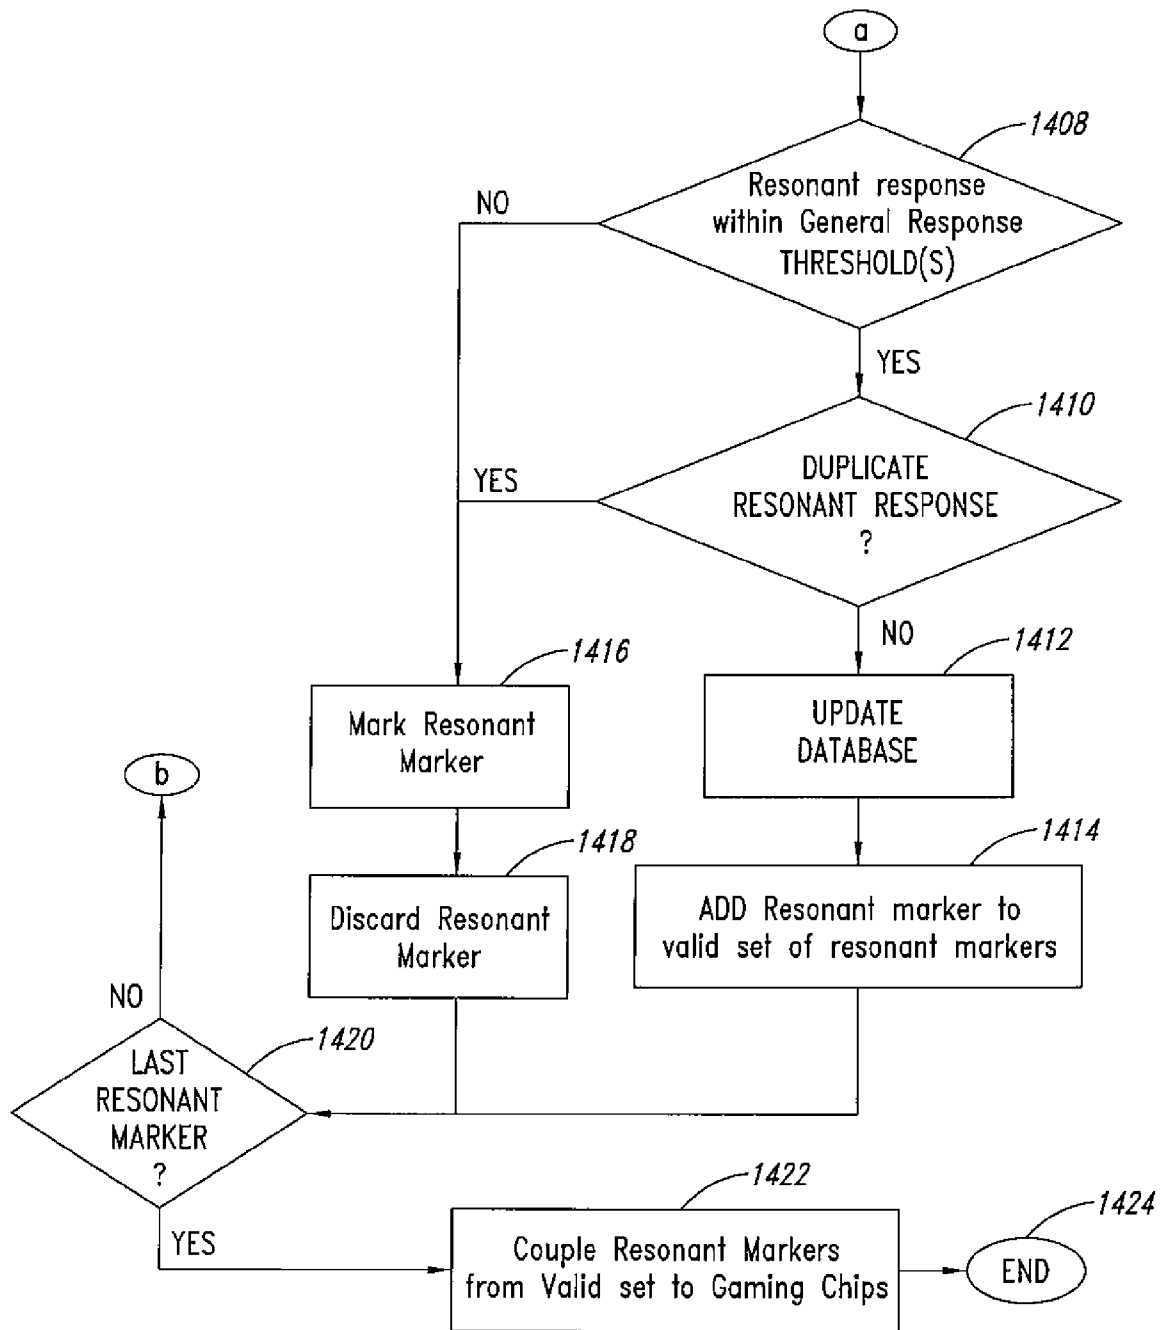 a
1408
Resonant response
within General Response
THRESHOLD(S)
NO
YES
1410
DUPLICATE
RESONANT RESPONSE
?
YES
NO
1416
Mark Resonant
Marker
1412
UPDATE
DATABASE
b
1418
Discard Resonant
Marker
1414
ADD Resonant marker to
valid set of resonant markers
NO
1420
LAST
RESONANT
MARKER
?
YES
1422
Couple Resonant Markers
from Valid set to Gaming Chips
1424
END